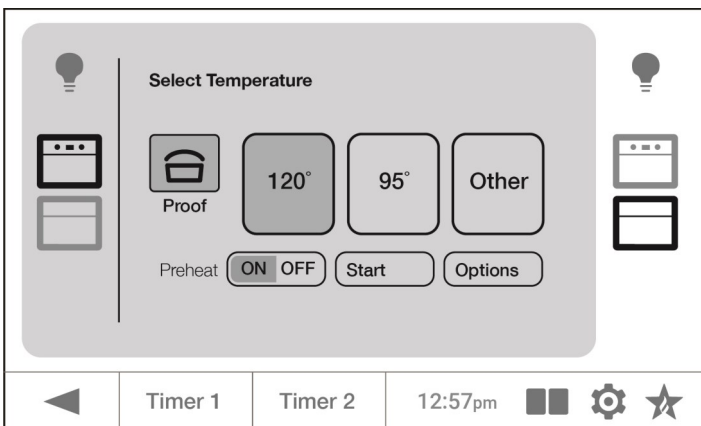 Select Temperature
120° 95° Other
Proof
Preheat ON OFF Start Options
Timer 1 Timer 2 12:57pm